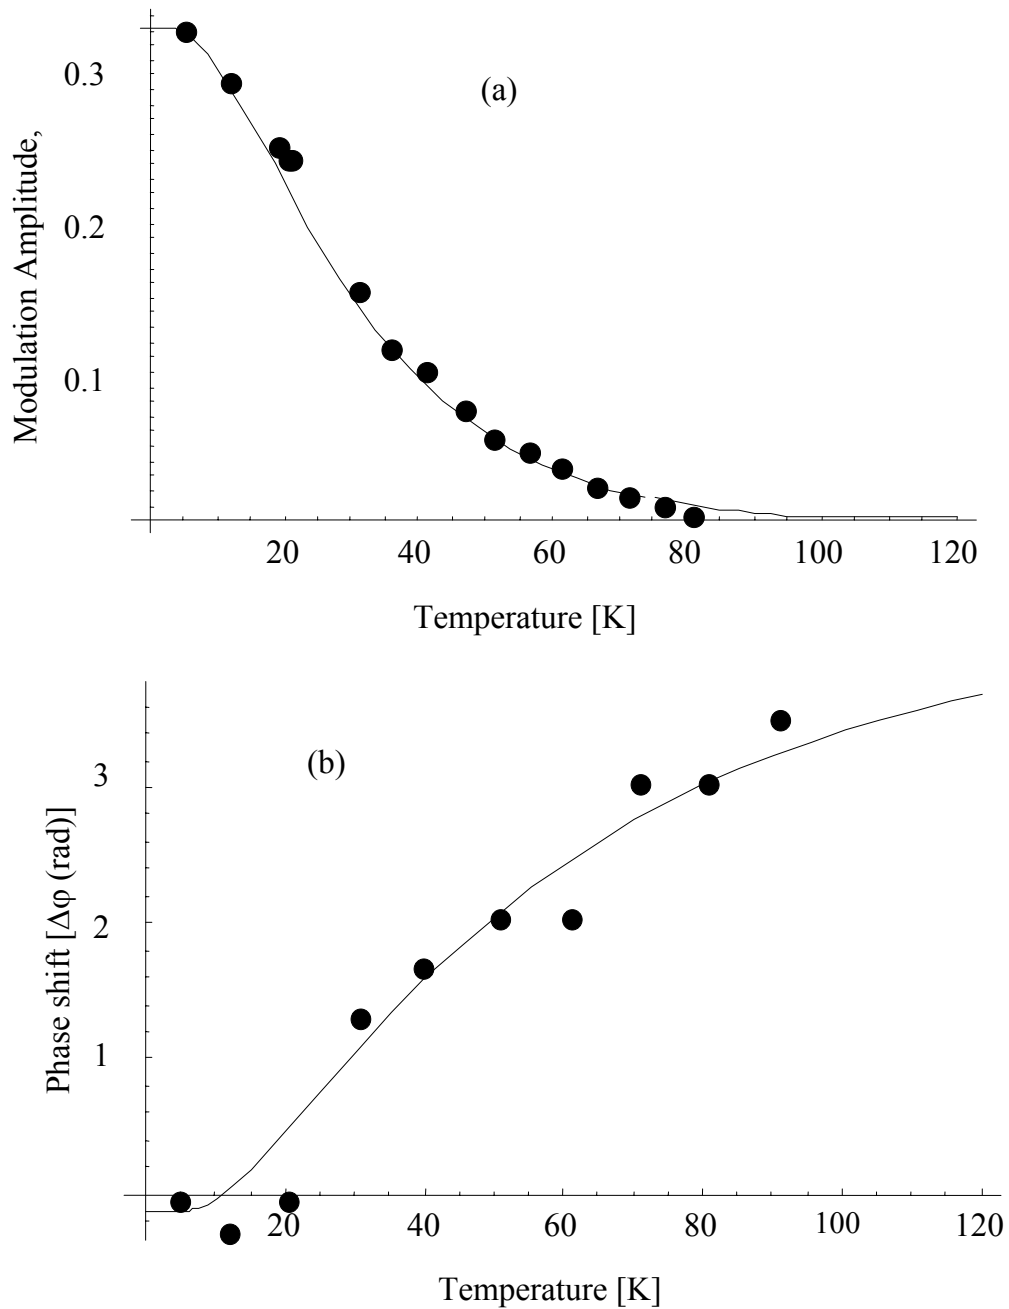 (a)
0.3
0.2
0.1
Modulation Amplitude,
20 40 60 80 100 120
Temperature [K]
(b)
3
2
1
Phase shift [Δφ (rad)]
20 40 60 80 100 120
Temperature [K]